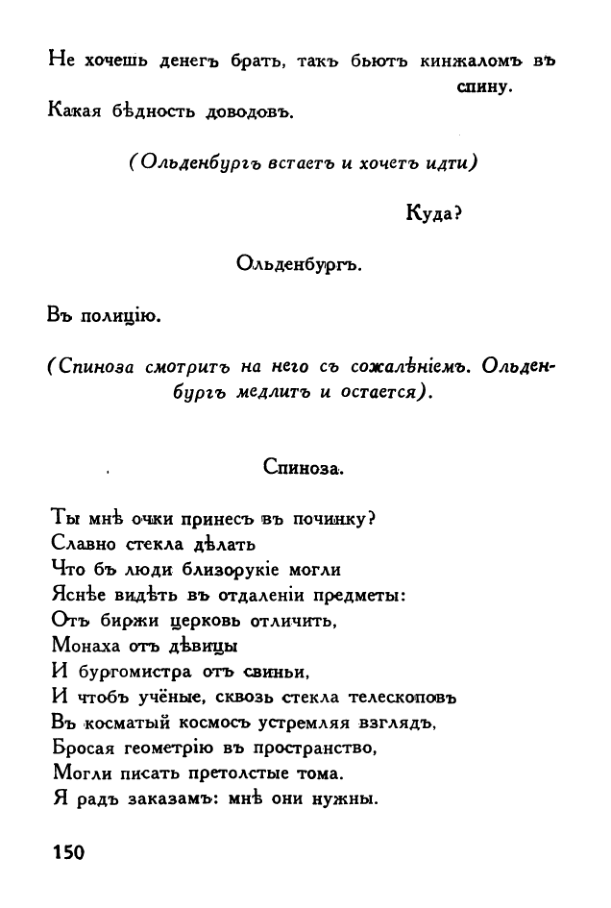 Не хочешь денегъ брать, такъ бьютъ кинжаломъ въ
спину.
Какая бѣдность доводовъ.
(Ольденбургъ встаетъ и хочетъ идти)
Куда?
Ольденбургъ.
Въ полицію.
(Спиноза смотритъ на него съ сожалѣніемъ. Ольден-
бургъ медлитъ и остается).
Спиноза.
Ты мнѣ очки принесъ въ починку?
Славно стекла дѣлать
Что бъ люди близорукіе могли
Яснѣе видѣть въ отдаленіи предметы:
Отъ биржи церковь отличить,
Монаха отъ дѣвицы
И бургомистра отъ свиньи,
И чтобъ учёные, сквозь стекла телескоповъ
Въ косматый космосъ устремляя взглядъ,
Бросая геометрію въ пространство,
Могли писать претолстые тома.
Я радъ заказамъ: мнѣ они нужны.
150